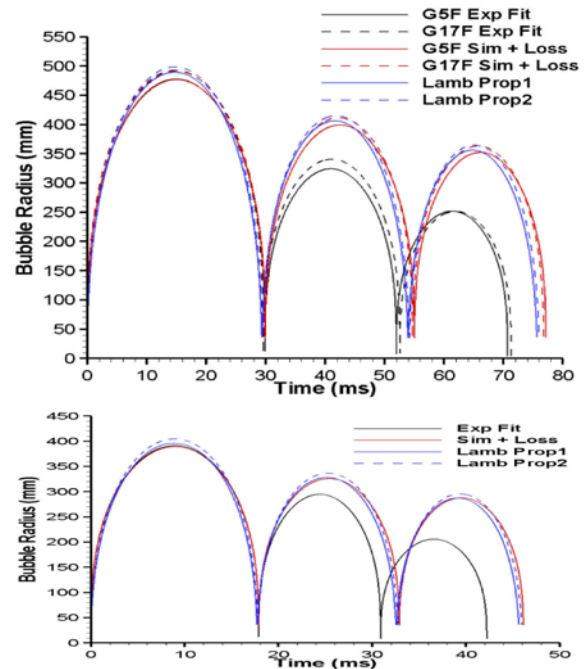 G5F Exp Fit
G17F Exp Fit
G5F Sim + Loss
G17F Sim + Loss
Lamb Prop1
Lamb Prop2
550
500
450
400
350
300
250
200
150
100
50
0
Bubble Radius (mm)
0 10 20 30 40 50 60 70 80
Time (ms)
Exp Fit
Sim + Loss
Lamb Prop1
Lamb Prop2
450
400
350
300
250
200
150
100
50
0
Bubble Radius (mm)
0 10 20 30 40 50
Time (ms)